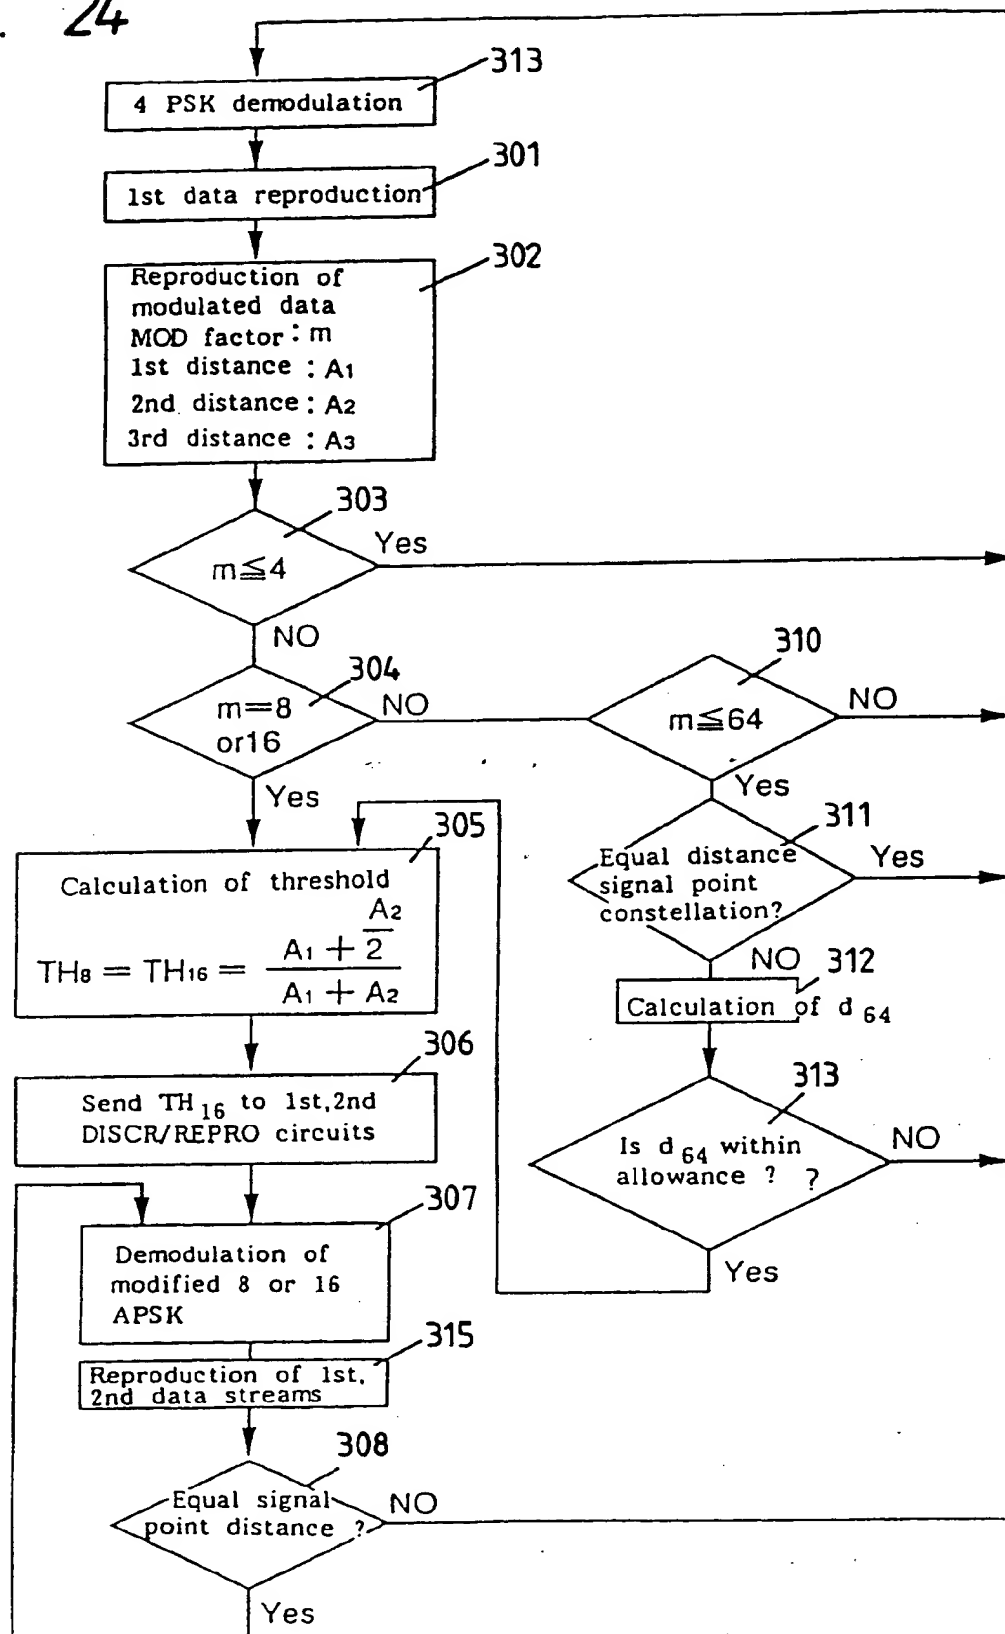 . 24
313
4 PSK demodulation
301
1st data reproduction
302
Reproduction of
modulated data
MOD factor : m
1st distance : A1
2nd distance : A2
3rd distance : A3
303
m≦4
Yes
NO
304
m=8
or16
NO
Yes
310
m≦64
NO
Yes
311
Equal distance
signal point
constellation?
Yes
NO
312
Calculation of d 64
313
Is d 64 within
allowance ? ?
NO
Yes
305
Calculation of threshold
TH8 = TH16 = (A1 + A2/2) / (A1 + A2)
306
Send TH16 to 1st,2nd
DISCR/REPRO circuits
307
Demodulation of
modified 8 or 16
APSK
315
Reproduction of 1st,
2nd data streams
308
Equal signal
point distance ?
NO
Yes